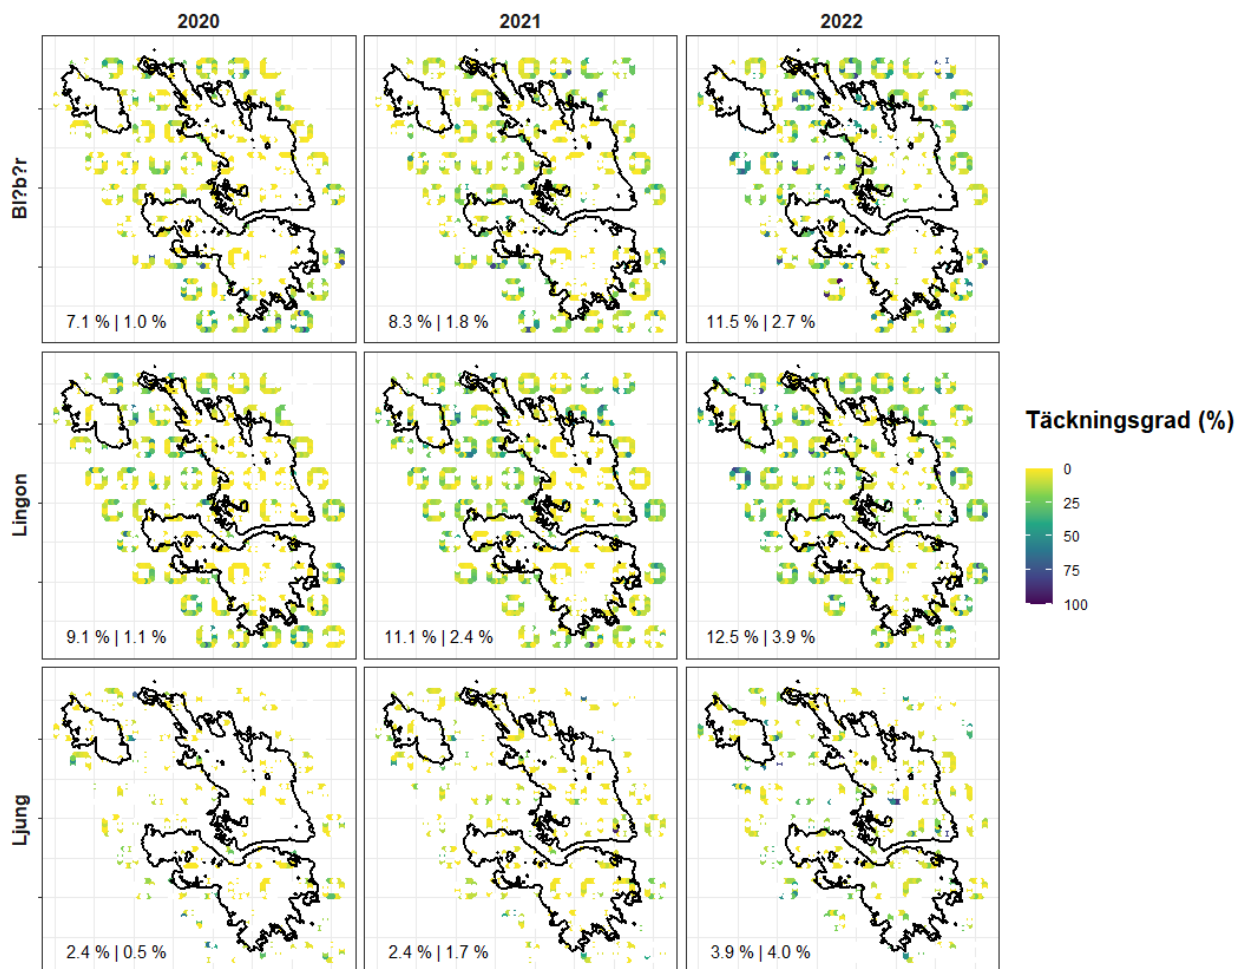 2020 2021 2022
Bl?b?r
7.1 % | 1.0 % 8.3 % | 1.8 % 11.5 % | 2.7 %
Lingon
9.1 % | 1.1 % 11.1 % | 2.4 % 12.5 % | 3.9 %
Ljung
2.4 % | 0.5 % 2.4 % | 1.7 % 3.9 % | 4.0 %
Täckningsgrad (%)
0
25
50
75
100